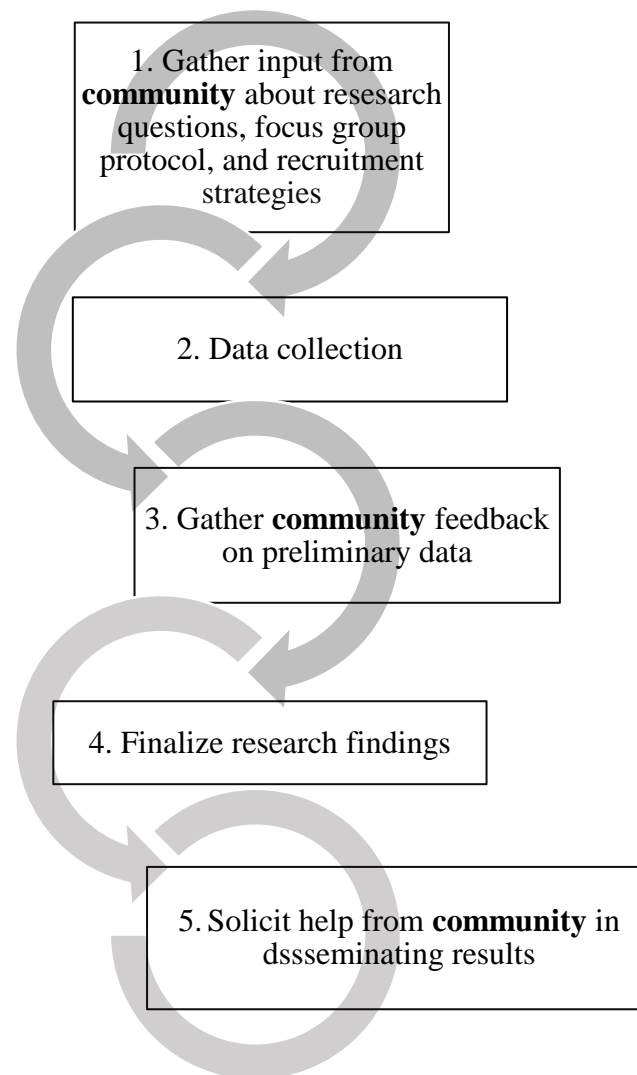 1. Gather input from
community about resesarch
questions, focus group
protocol, and recruitment
strategies
2. Data collection
3. Gather community feedback
on preliminary data
4. Finalize research findings
5. Solicit help from community in
dssseminating results